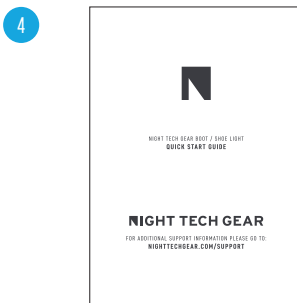 4
NIGHT TECH GEAR BOOT / SHOE LIGHT
QUICK START GUIDE
NIGHT TECH GEAR
FOR ADDITIONAL SUPPORT INFORMATION PLEASE GO TO:
NIGHTTECHGEAR.COM/SUPPORT